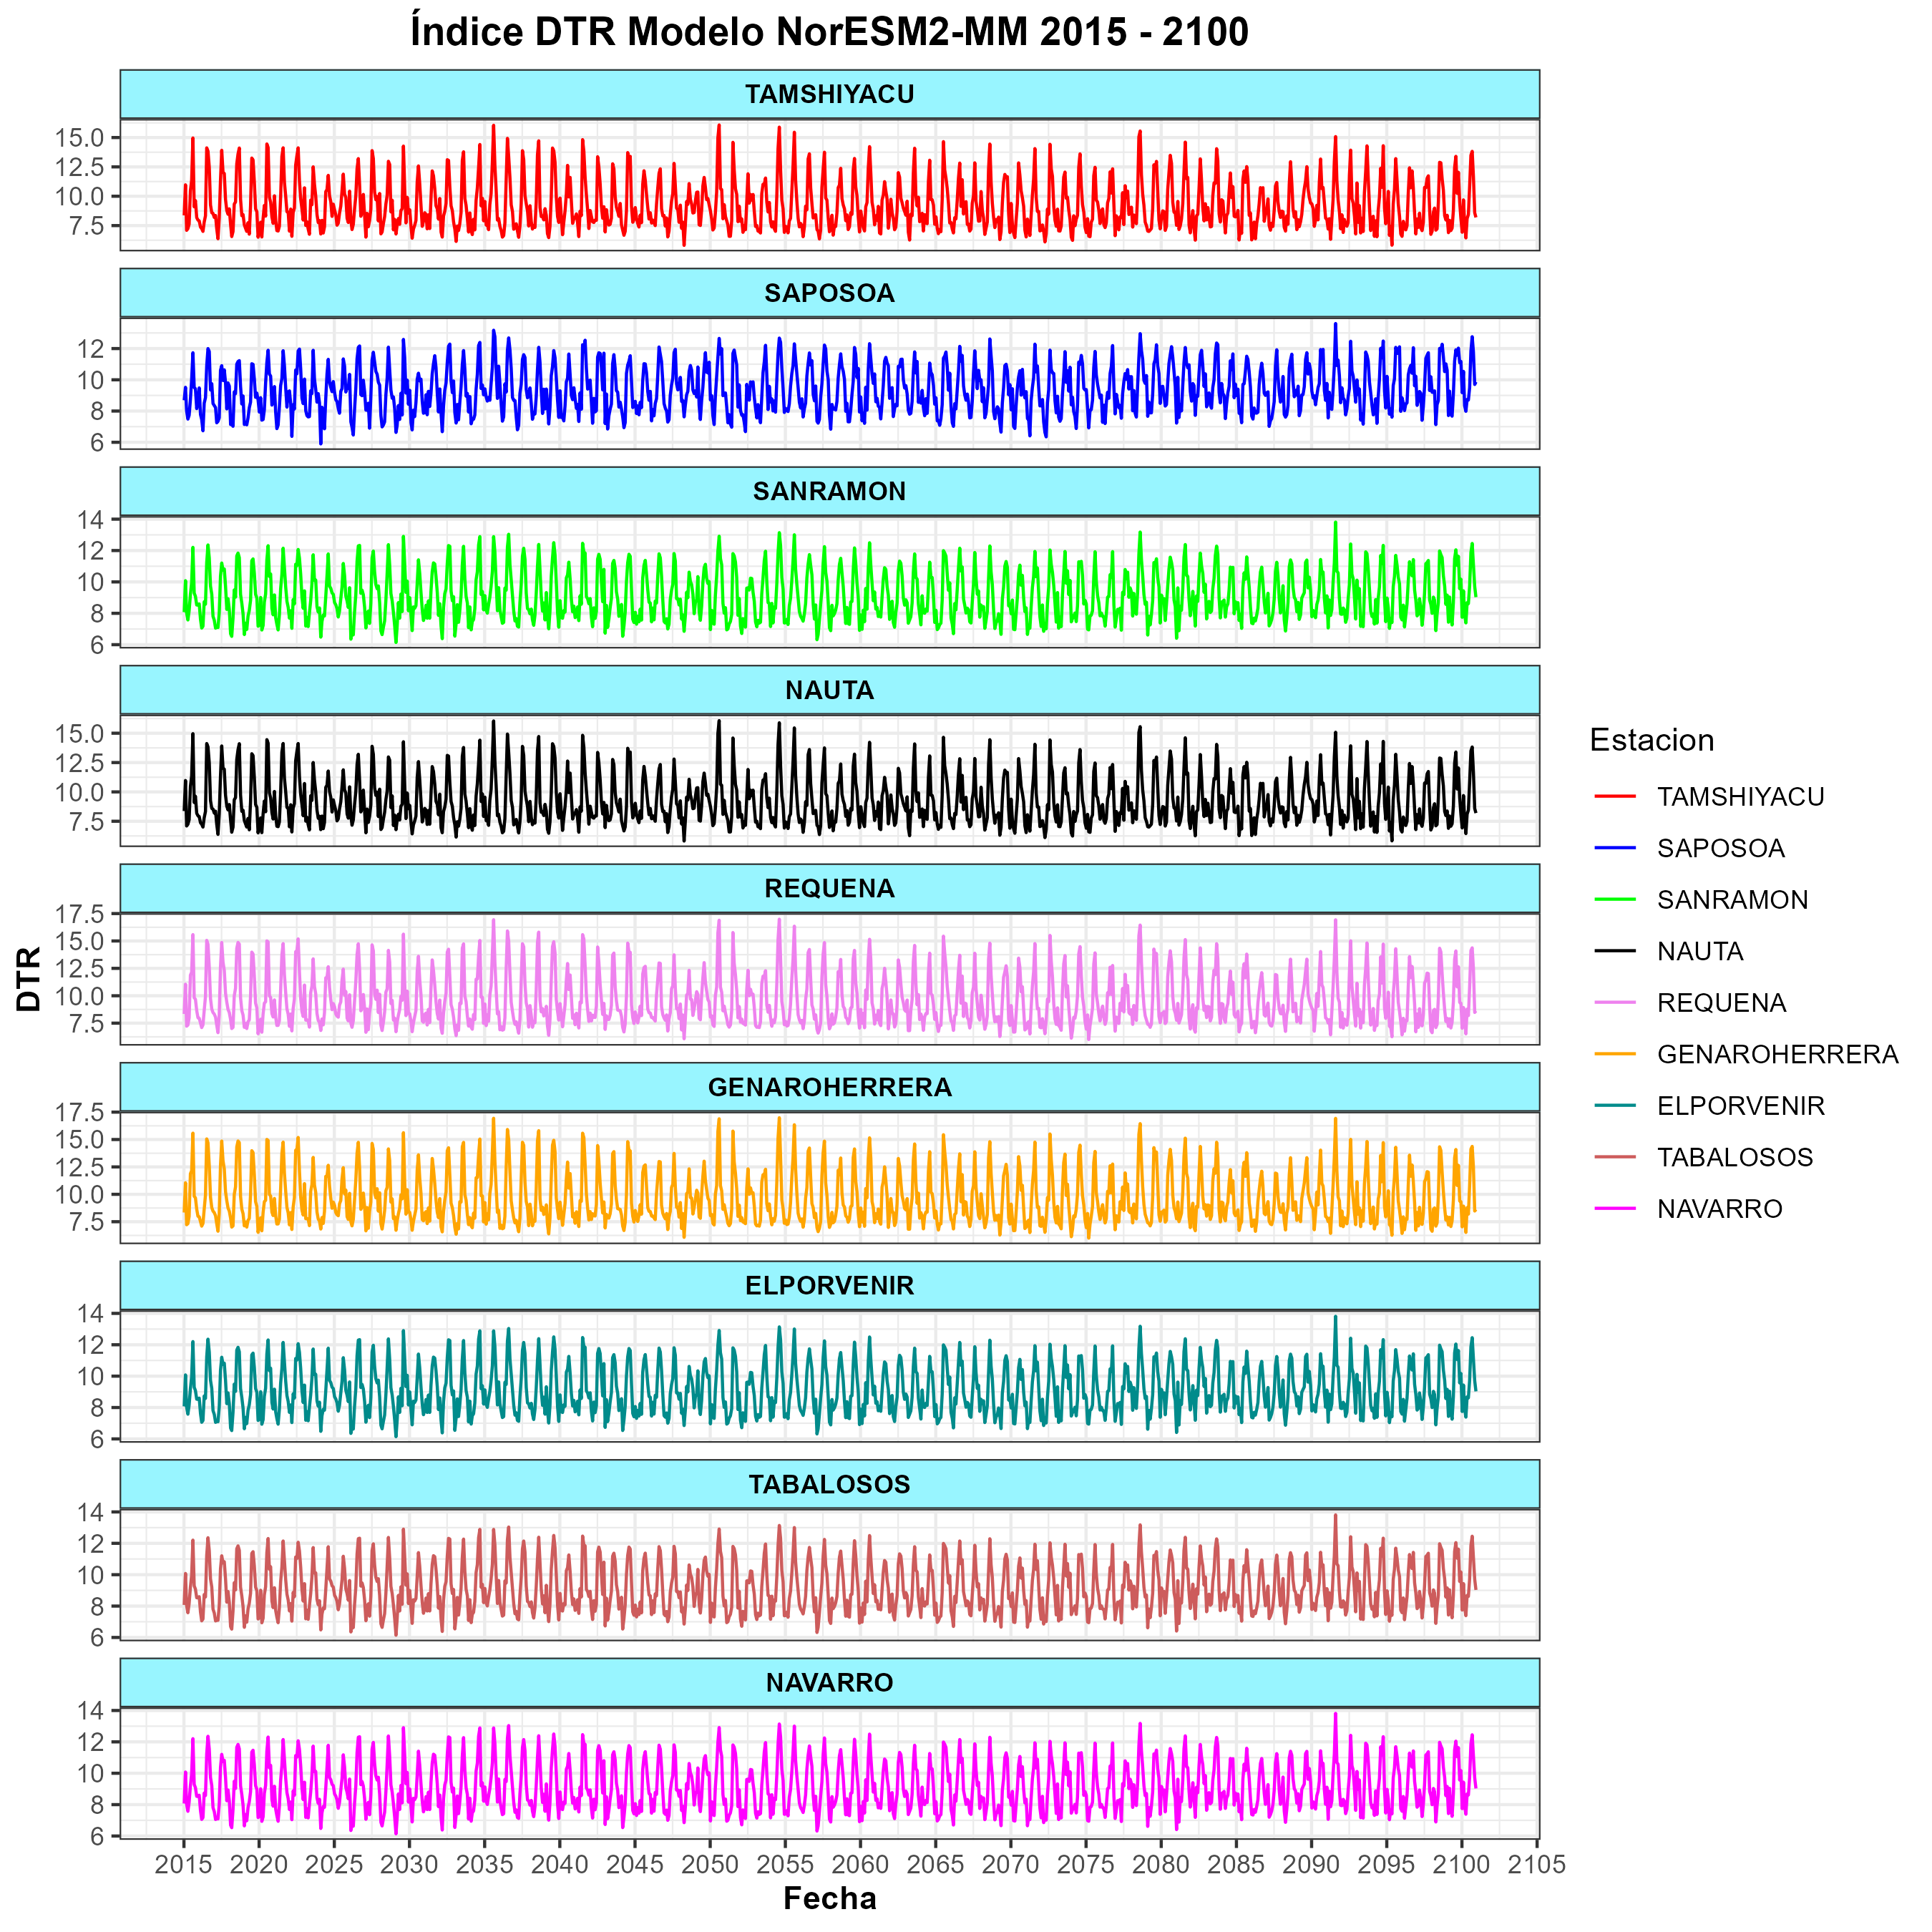 Índice DTR Modelo NorESM2-MM 2015 - 2100
TAMSHIYACU
15.0
12.5
10.0
7.5
SAPOSOA
12
10
8
6
SANRAMON
14
12
10
8
6
NAUTA
15.0
12.5
10.0
7.5
REQUENA
17.5
15.0
12.5
10.0
7.5
GENAROHERRERA
17.5
15.0
12.5
10.0
7.5
ELPORVENIR
14
12
10
8
6
TABALOSOS
14
12
10
8
6
NAVARRO
14
12
10
8
6
2015 2020 2025 2030 2035 2040 2045 2050 2055 2060 2065 2070 2075 2080 2085 2090 2095 2100 2105
Fecha
DTR
Estacion
TAMSHIYACU
SAPOSOA
SANRAMON
NAUTA
REQUENA
GENAROHERRERA
ELPORVENIR
TABALOSOS
NAVARRO